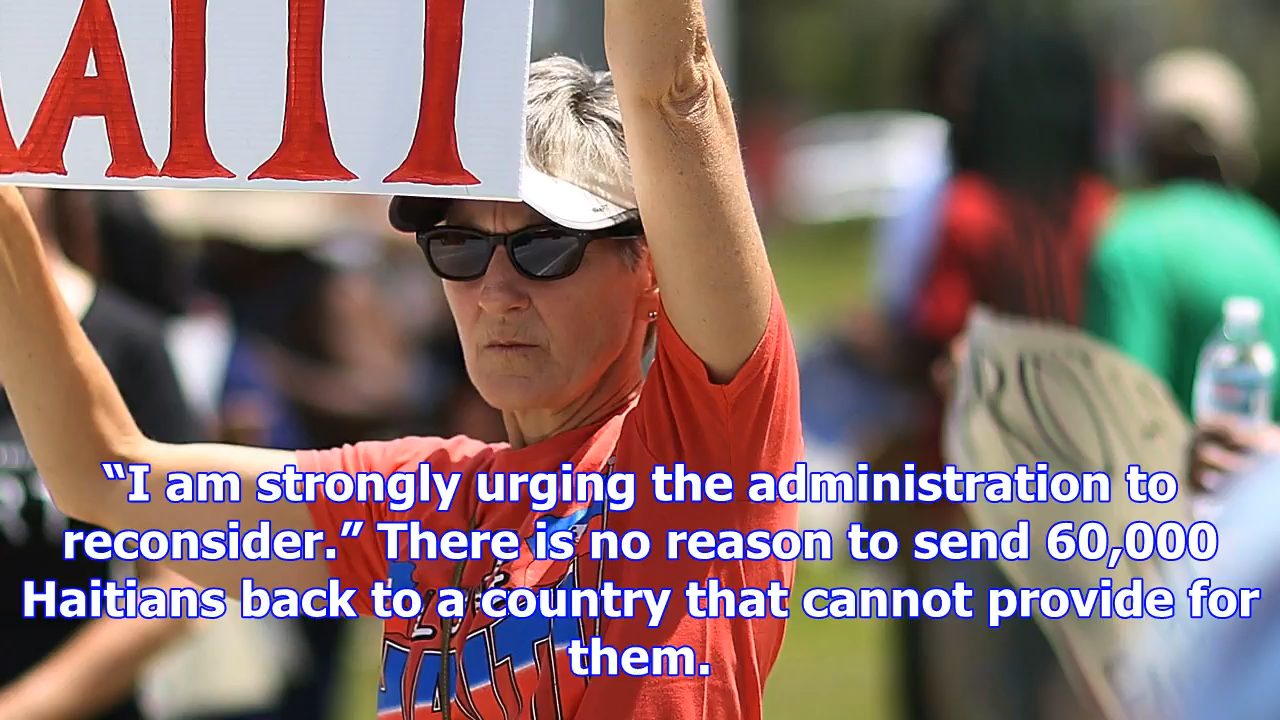 AITI
“I am strongly urging the administration to
reconsider.” There is no reason to send 60,000
Haitians back to a country that cannot provide for
them.